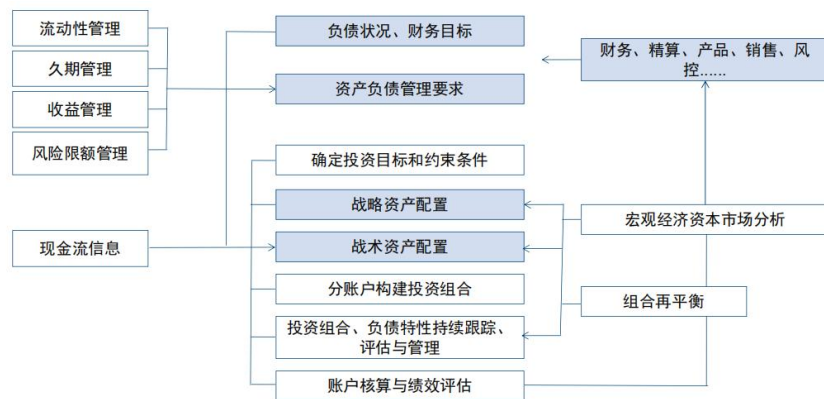 流动性管理
久期管理
收益管理
风险限额管理
现金流信息
负债状况、财务目标
资产负债管理要求
确定投资目标和约束条件
战略资产配置
战术资产配置
分账户构建投资组合
投资组合、负债特性持续跟踪、
评估与管理
账户核算与绩效评估
财务、精算、产品、销售、风
控......
宏观经济资本市场分析
组合再平衡